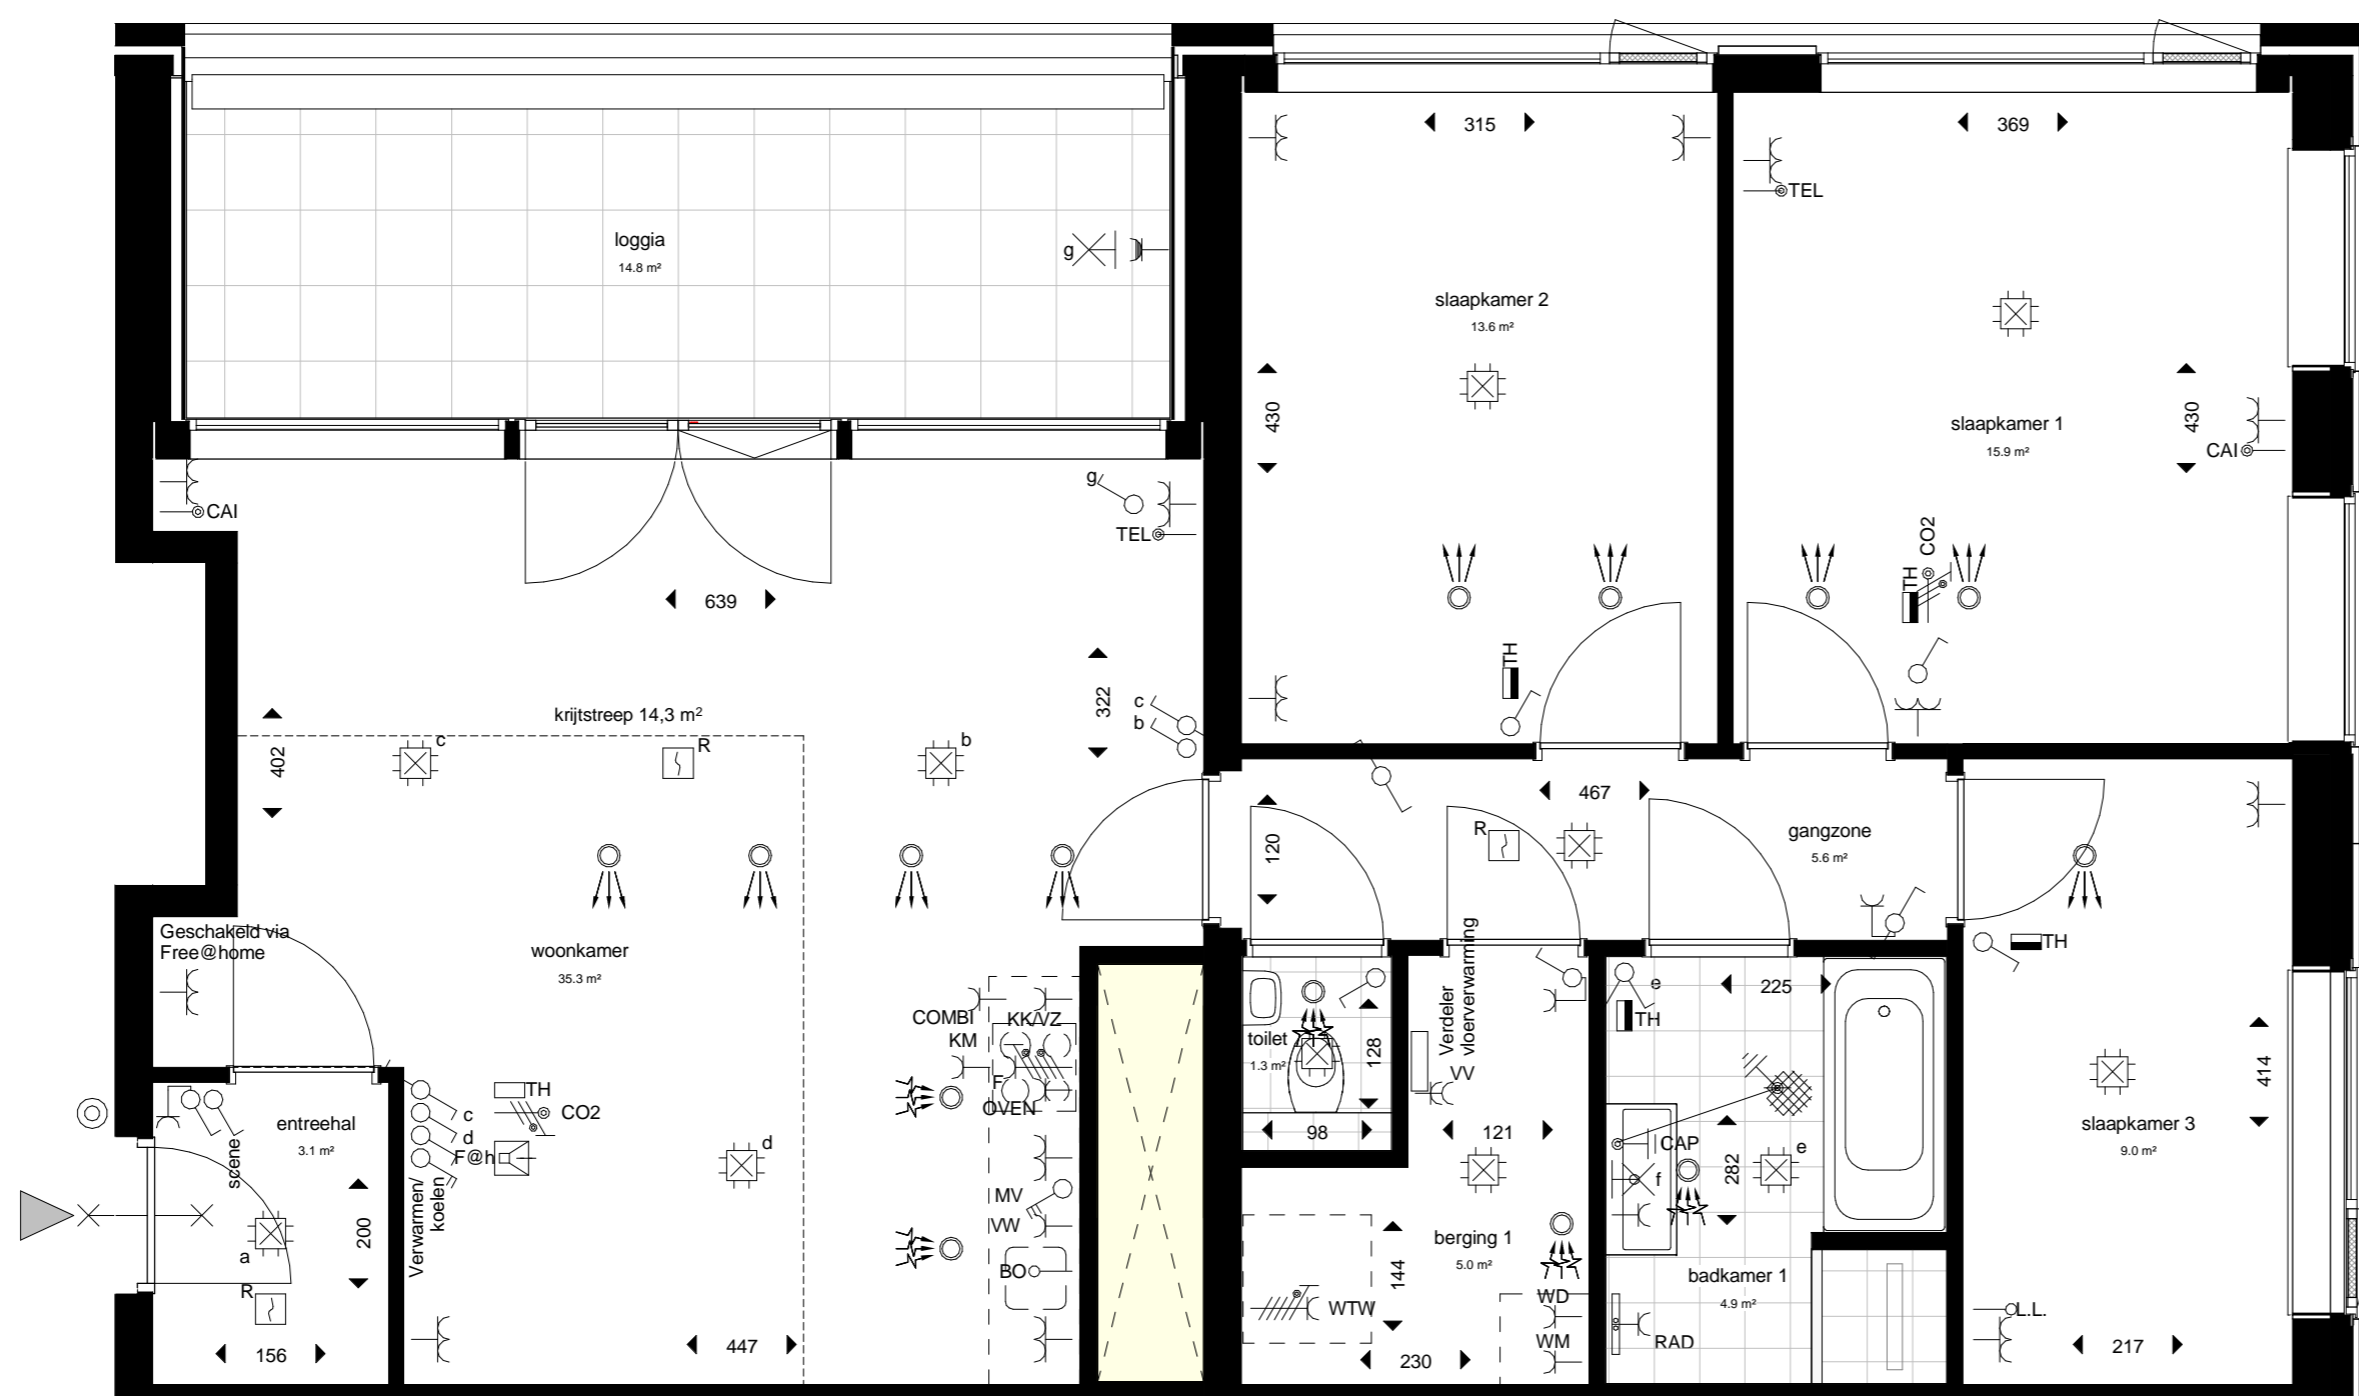 315
369
TEL
loggia
14.8 m²
g
slaapkamer 2
13.6 m²
430
slaapkamer 1
15.9 m²
430
CAI
CAI
g
TEL
CO2
TH
639
TH
322
c
b
krijtstreep 14,3 m²
402
c
R
b
467
120
R
gangzone
5.6 m²
Geschakeld via
Free@home
woonkamer
35.3 m²
TH
COMBI
KK/VZ
KM
F
OVEN
toilet
1.3 m²
128
98
Verdeler
vloerverwarming
VV
e
225
TH
414
entreehal
3.1 m²
scene
c
d
F@h
TH
CO2
Verwarmen/
koelen
d
MV
VW
BO
121
CAP
f
282
e
slaapkamer 3
9.0 m²
a
200
R
156
447
berging 1
5.0 m²
144
WTW
230
WD
WM
badkamer 1
4.9 m²
RAD
L.L.
217